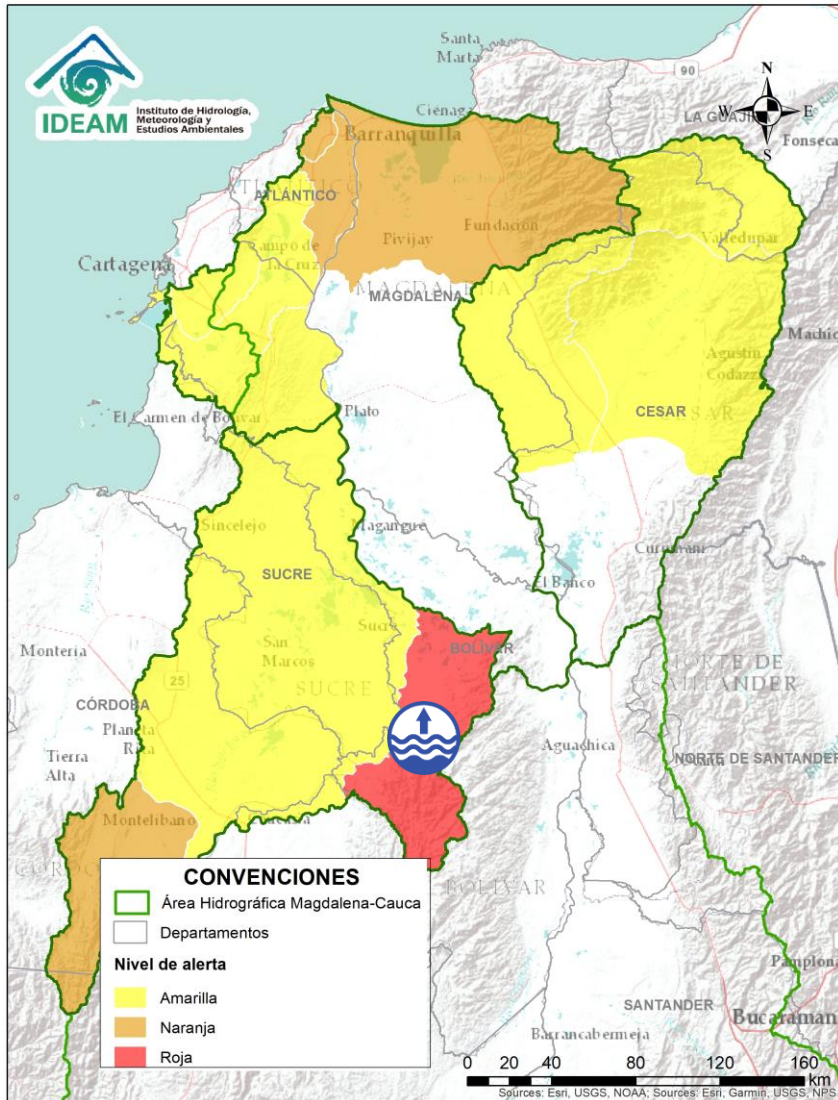 IDEAM
Instituto de Hidrología,
Meteorología y
Estudios Ambientales
Santa
Marta
90
N
W
E
S
Ciénaga
LA GUAJI
Fonseca
Barranquilla
ATLÁNTICO
Fundación
Pivijay
Valledupar
Campo de
la Cruz
Cartagena
MAGDALENA
Agustín
Codazzi
El Carmen de Bolívar
Plato
CESAR
Sincelejo
Magangue
Curumaní
SUCRE
El Banco
Sucre
San
Marcos
BOLÍVAR
SUCRE
Montería
25
NORTE DE
SANTANDER
CÓRDOBA
Planeta
Rica
Aguachica
Tierra
Alta
NORTE DE SANTANDER
Montelíbano
BOLÍVAR
CONVENCIONES
Área Hidrográfica Magdalena-Cauca
Departamentos
Nivel de alerta
Amarilla
Naranja
Roja
Pamplona
SANTANDER
Bucaraman
Barrancabermeja
0 20 40 80 120 160
km
Sources: Esri, USGS, NOAA; Sources: Esri, Garmin, USGS, NPS